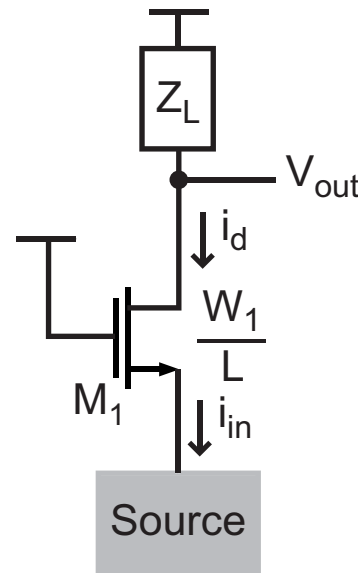 Z_L
V_out
i_d
W_1
L
M_1
i_in
Source